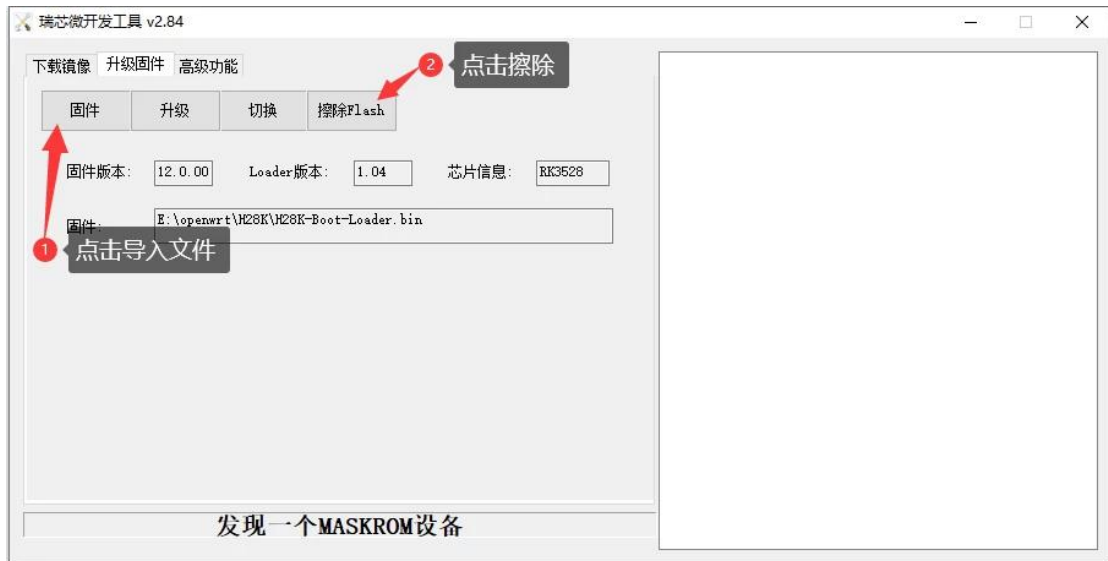 瑞芯微开发工具 v2.84
下载镜像 升级固件 高级功能
2 点击擦除
固件 升级 切换 擦除Flash
固件版本: 12.0.00 Loader版本: 1.04 芯片信息: RK3528
固件: E:\openwrt\H28K\H28K-Boot-Loader.bin
1 点击导入文件
发现一个MASKROM设备